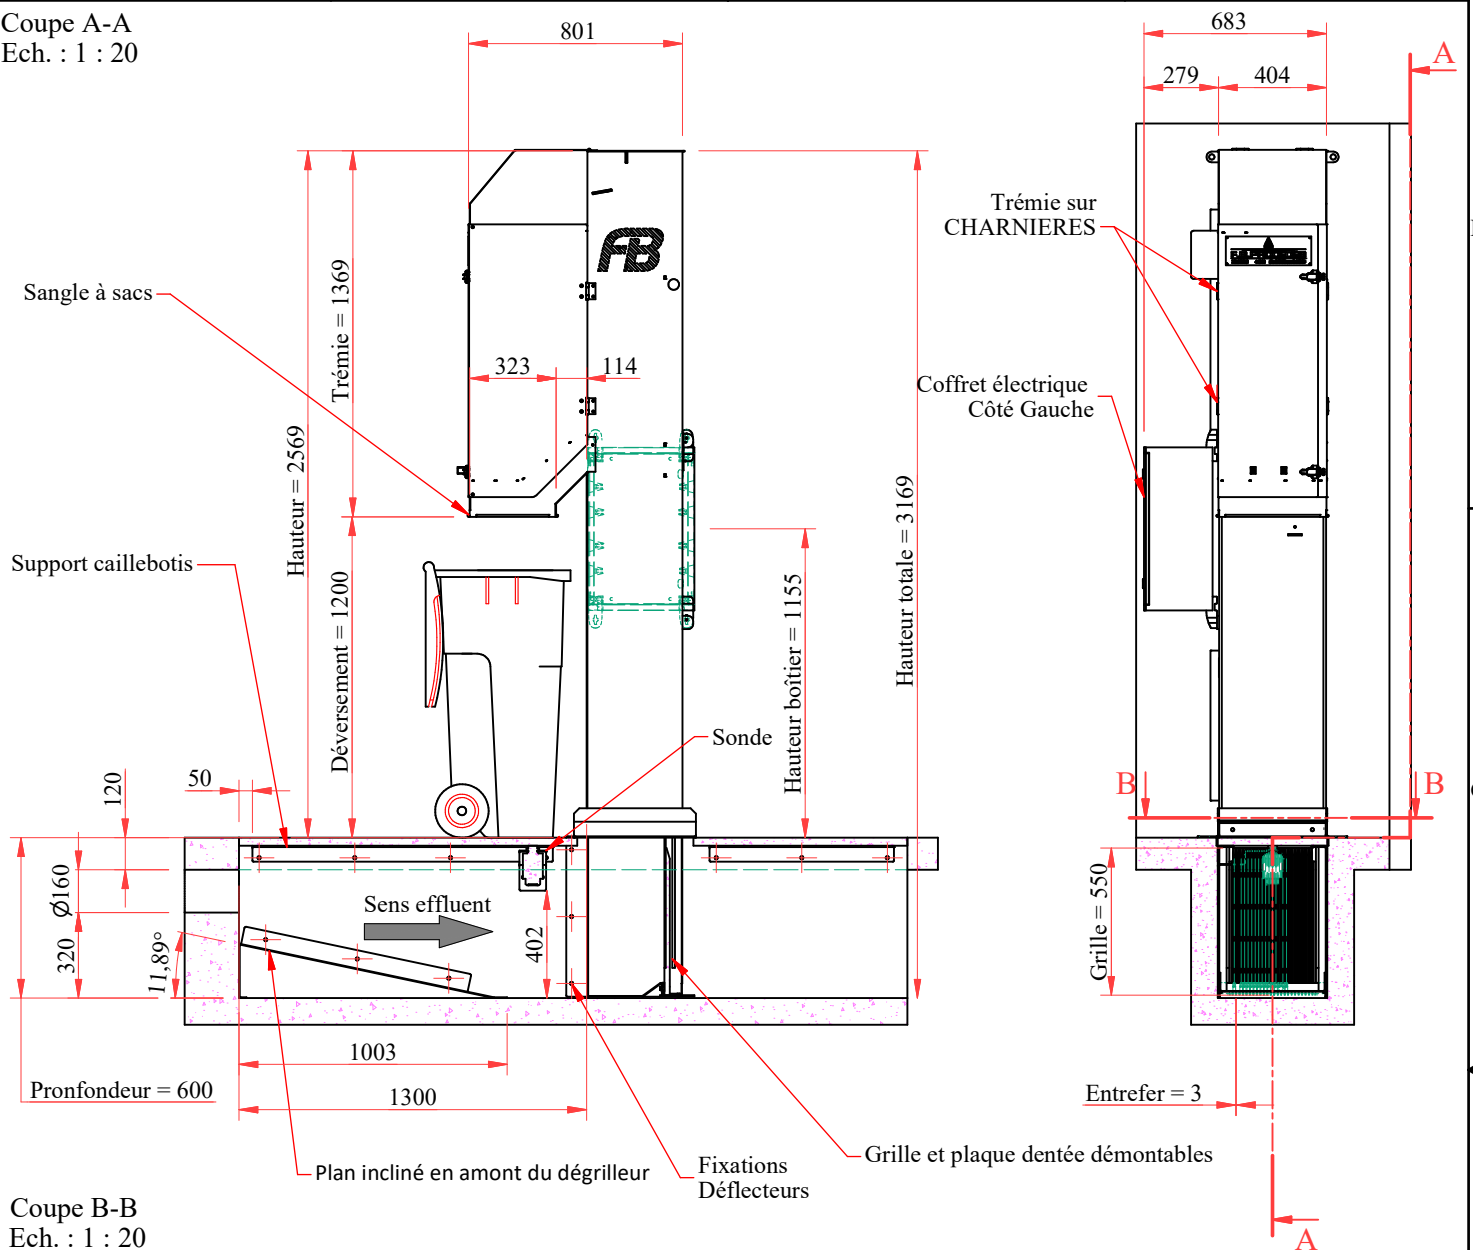 Coupe A-A
Ech. : 1 : 20
801
683
279
404
A
Trémie sur
CHARNIERES
Sangle à sacs
Trémie = 1369
323
114
Coffret électrique
Côté Gauche
Hauteur = 2569
Hauteur totale = 3169
Support caillebotis
Déversement = 1200
Hauteur boîtier = 1155
Sonde
120
50
B
B
Ø160
Sens effluent
320
11,89°
402
Grille = 550
1003
Pronfondeur = 600
1300
Entrefer = 3
Plan incliné en amont du dégrilleur
Fixations
Déflecteurs
Grille et plaque dentée démontables
A
Coupe B-B
Ech. : 1 : 20